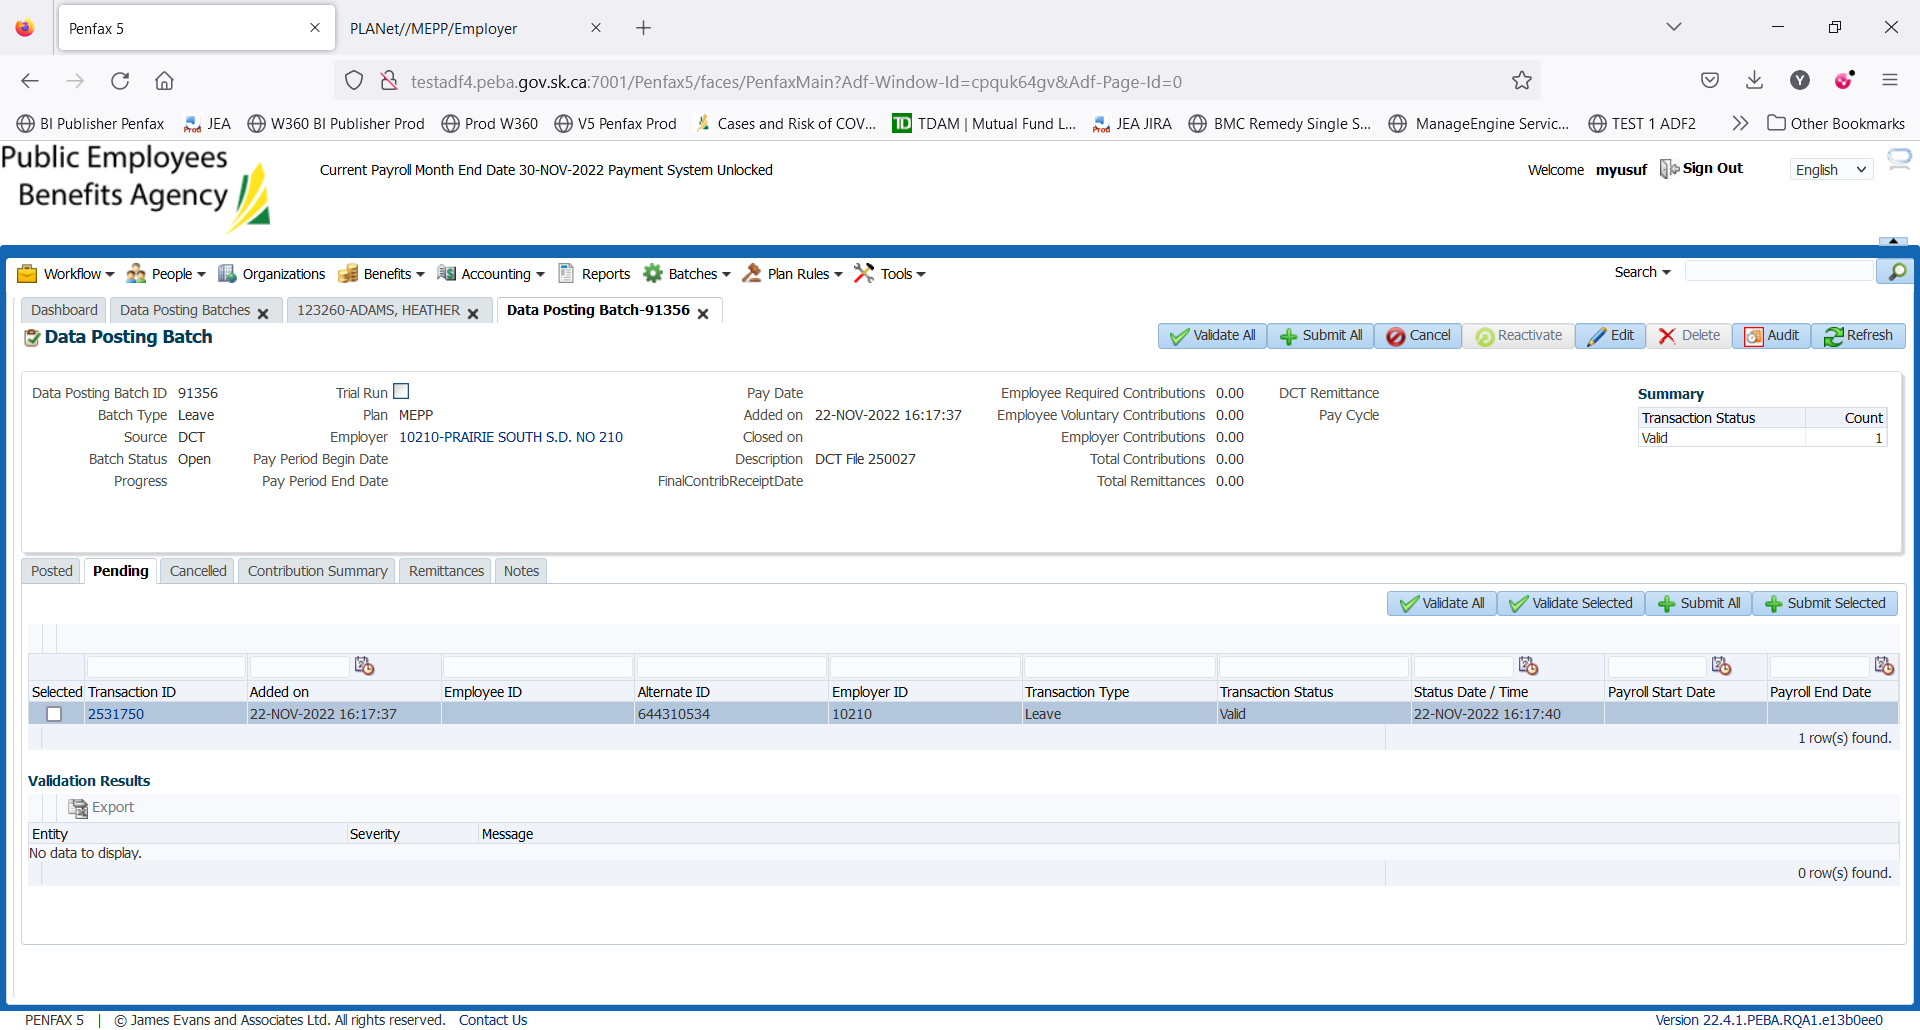 Penfax 5
PLANet//MEPP/Employer
testadf4.peba.gov.sk.ca:7001/Penfax5/faces/PenfaxMain?Adf-Window-Id=cpquk64gv&Adf-Page-Id=0
Y
BI Publisher Penfax
Prod
JEA
W360 BI Publisher Prod
Prod W360
V5 Penfax Prod
Cases and Risk of COV...
TD
TDAM | Mutual Fund L...
Prod
JEA JIRA
BMC Remedy Single S...
ManageEngine Servic...
TEST 1 ADF2
Other Bookmarks
Public Employees
Benefits Agency
Current Payroll Month End Date 30-NOV-2022 Payment System Unlocked
Welcome myusuf
Sign Out
English
Workflow
People
Organizations
Benefits
Accounting
Reports
Batches
Plan Rules
Tools
Search
Dashboard
Data Posting Batches
123260-ADAMS, HEATHER
Data Posting Batch-91356
Data Posting Batch
Validate All
Submit All
Cancel
Reactivate
Edit
Delete
Audit
Refresh
Data Posting Batch ID 91356
Batch Type Leave
Source DCT
Batch Status Open
Progress
Trial Run
Plan MEPP
Employer 10210-PRAIRIE SOUTH S.D. NO 210
Pay Period Begin Date
Pay Period End Date
Pay Date
Added on 22-NOV-2022 16:17:37
Closed on
Description DCT File 250027
FinalContribReceiptDate
Employee Required Contributions 0.00
Employee Voluntary Contributions 0.00
Employer Contributions 0.00
Total Contributions 0.00
Total Remittances 0.00
DCT Remittance
Pay Cycle
Summary
Transaction Status Count
Valid 1
Posted
Pending
Cancelled
Contribution Summary
Remittances
Notes
Validate All
Validate Selected
Submit All
Submit Selected
Selected Transaction ID Added on Employee ID Alternate ID Employer ID Transaction Type Transaction Status Status Date / Time Payroll Start Date Payroll End Date
2531750 22-NOV-2022 16:17:37 644310534 10210 Leave Valid 22-NOV-2022 16:17:40
1 row(s) found.
Validation Results
Export
Entity Severity Message
No data to display.
0 row(s) found.
PENFAX 5 | © James Evans and Associates Ltd. All rights reserved. Contact Us
Version 22.4.1.PEBA.RQA1.e13b0ee0